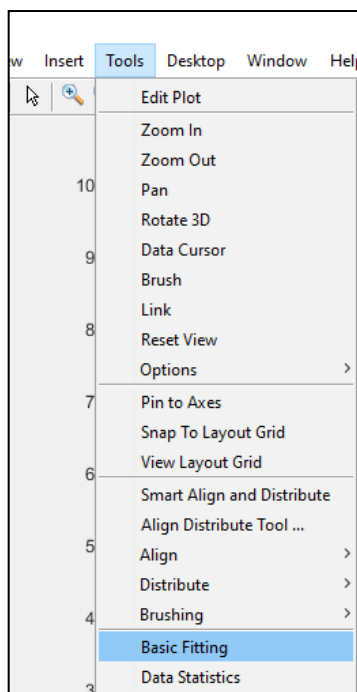 w Insert Tools Desktop Window Help
Edit Plot
Zoom In
Zoom Out
10
Pan
Rotate 3D
9
Data Cursor
Brush
Link
8
Reset View
Options
7
Pin to Axes
Snap To Layout Grid
View Layout Grid
6
Smart Align and Distribute
Align Distribute Tool ...
5
Align
Distribute
4
Brushing
Basic Fitting
3
Data Statistics